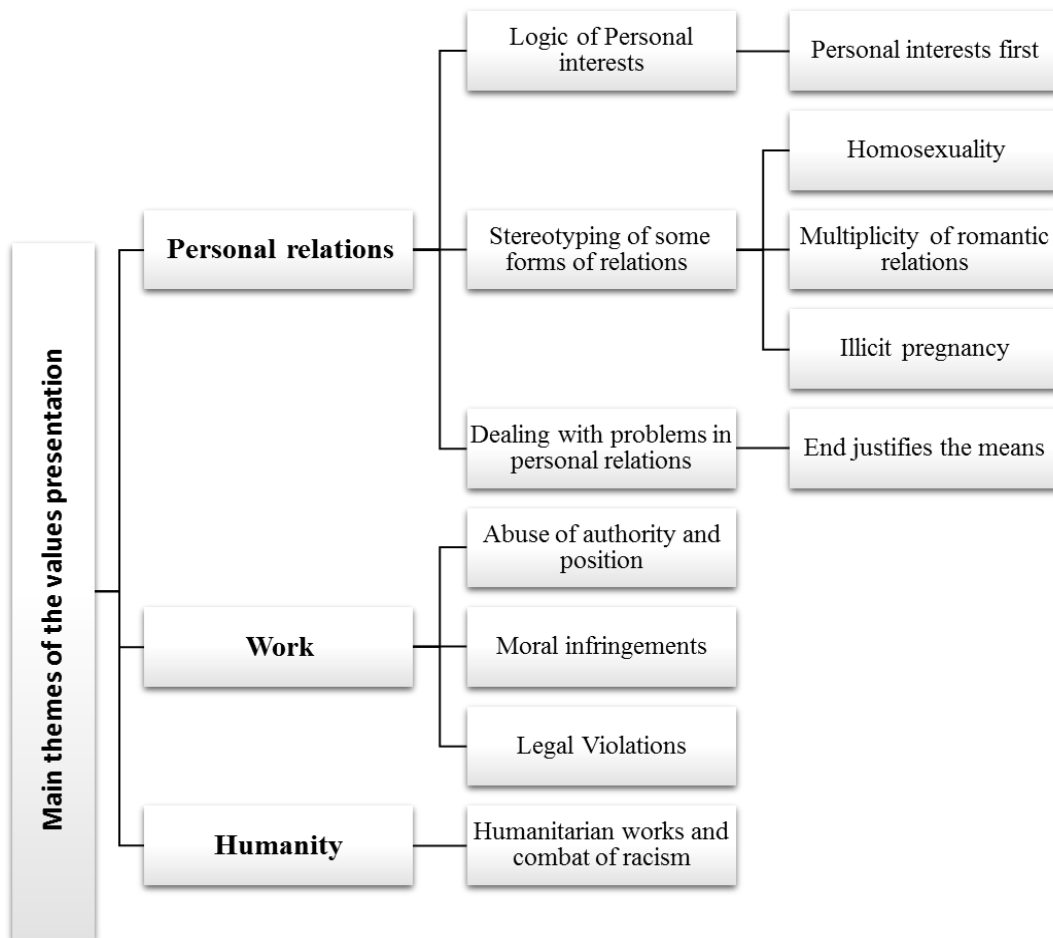 Main themes of the values presentation
Personal relations
Logic of Personal
interests
Personal interests first
Stereotyping of some
forms of relations
Homosexuality
Multiplicity of romantic
relations
Illicit pregnancy
Dealing with problems in
personal relations
End justifies the means
Work
Abuse of authority and
position
Moral infringements
Legal Violations
Humanity
Humanitarian works and
combat of racism